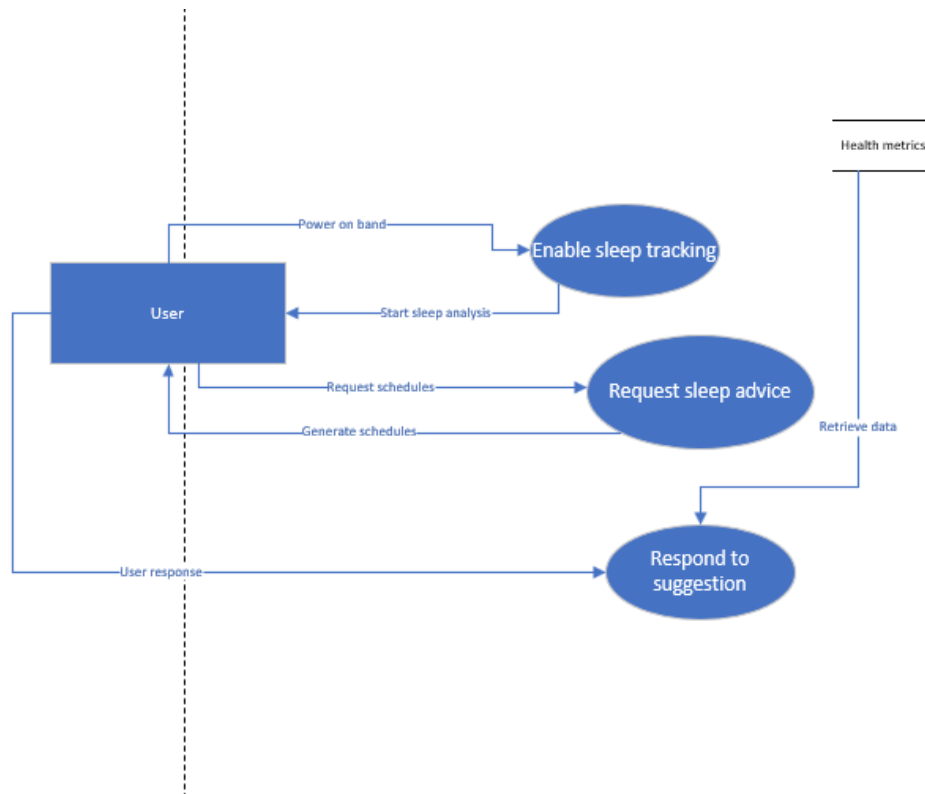 Health metrics
Power on band
Enable sleep tracking
User
Start sleep analysis
Request schedules
Request sleep advice
Generate schedules
Retrieve data
Respond to
suggestion
User response